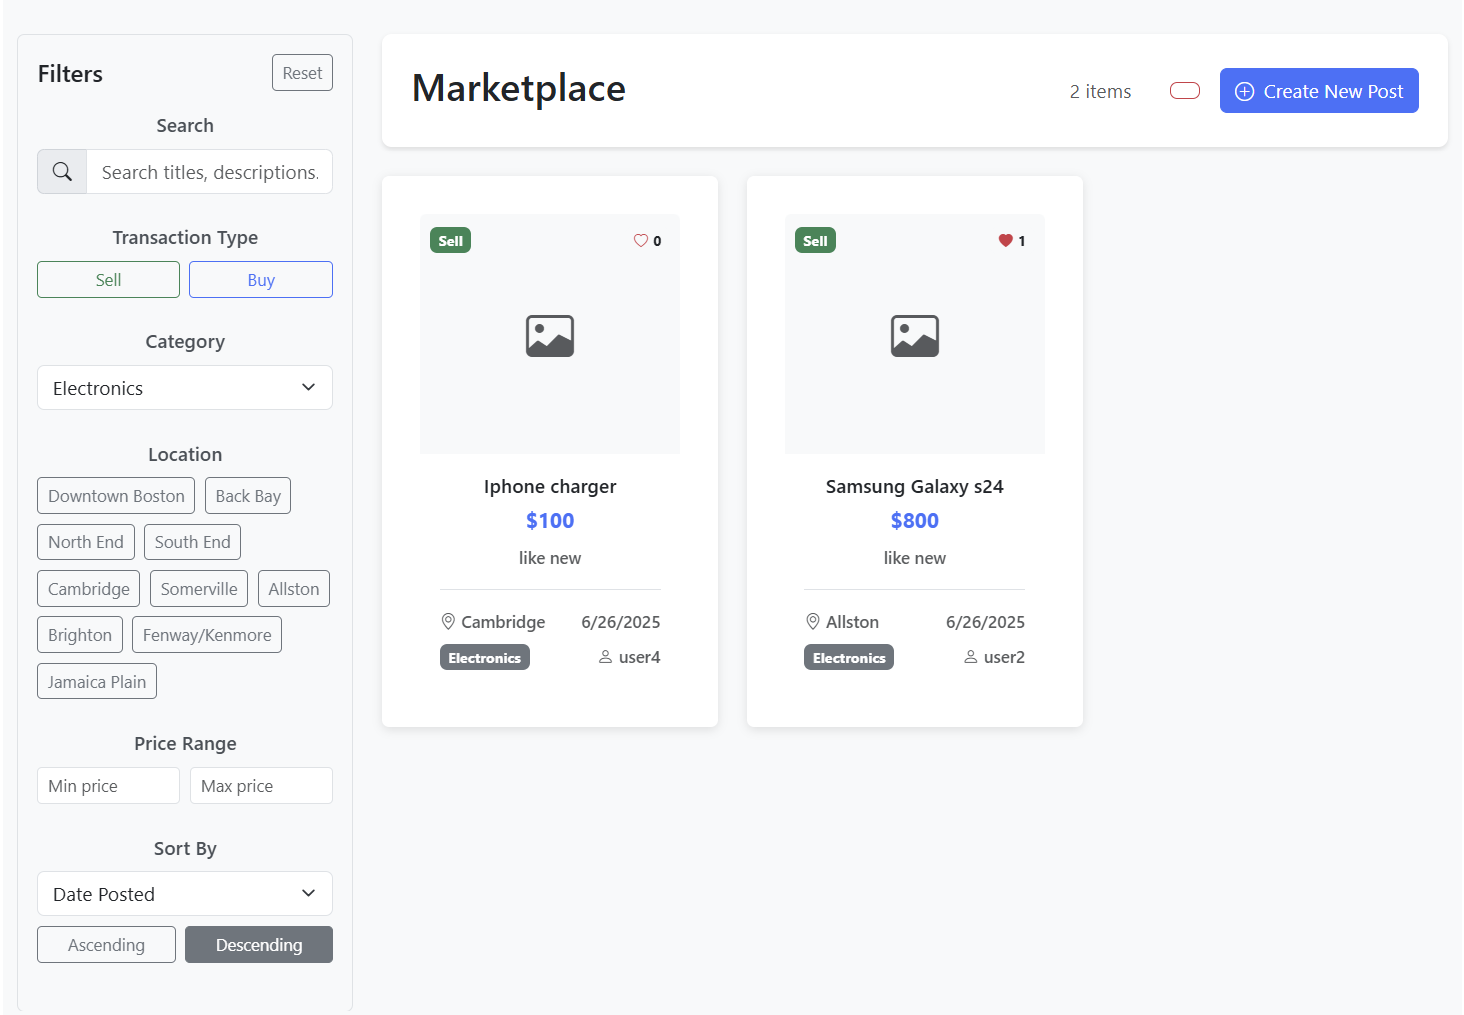 Filters
Reset
Search
Search titles, descriptions.
Transaction Type
Sell
Buy
Category
Electronics
Location
Downtown Boston
Back Bay
North End
South End
Cambridge
Somerville
Allston
Brighton
Fenway/Kenmore
Jamaica Plain
Price Range
Min price
Max price
Sort By
Date Posted
Ascending
Descending
Marketplace
2 items
Create New Post
Sell
0
Iphone charger
$100
like new
Cambridge
6/26/2025
Electronics
user4
Sell
1
Samsung Galaxy s24
$800
like new
Allston
6/26/2025
Electronics
user2